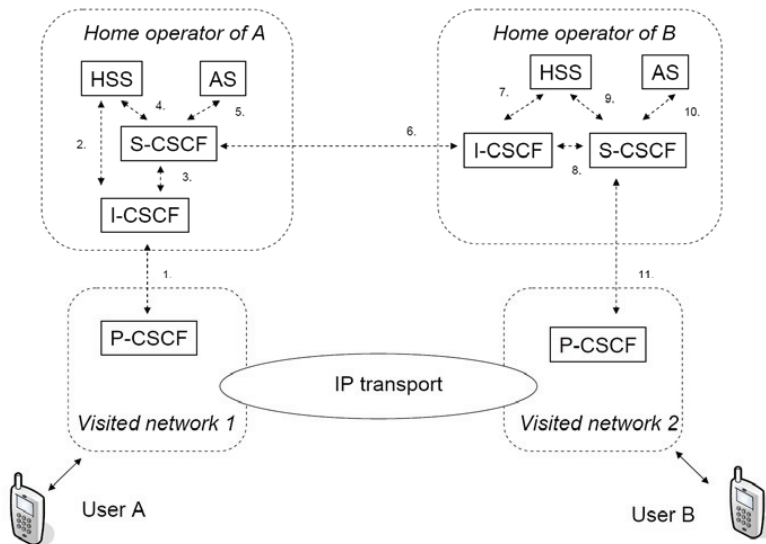 Home operator of A
Home operator of B
HSS
AS
HSS
AS
4.
5.
7.
9.
10.
2.
S-CSCF
6.
I-CSCF
S-CSCF
3.
8.
I-CSCF
1.
11.
P-CSCF
P-CSCF
IP transport
Visited network 1
Visited network 2
User A
User B